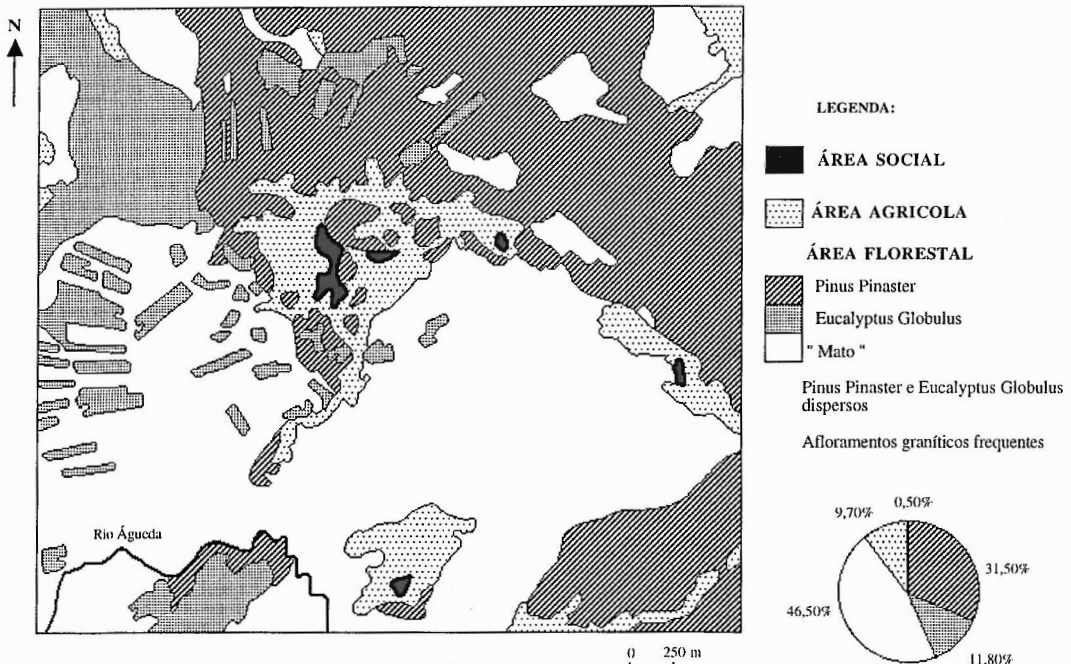 N
LEGENDA:
ÁREA SOCIAL
ÁREA AGRICOLA
ÁREA FLORESTAL
Pinus Pinaster
Eucalyptus Globulus
" Mato "
Pinus Pinaster e Eucalyptus Globulus
dispersos
Afloramentos graníticos frequentes
Rio Águeda
0,50%
9,70%
31,50%
46,50%
11,80%
0 250 m